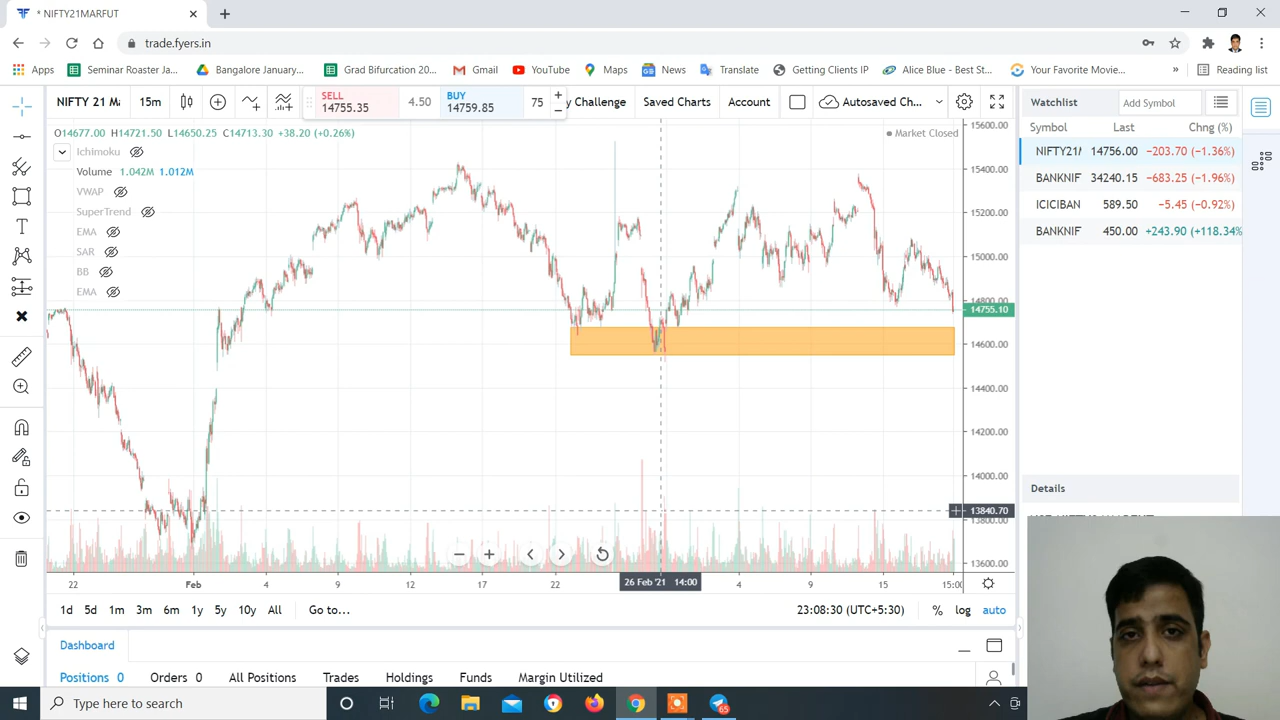 * NIFTY21MARFUT
trade.fyers.in
Apps
Seminar Roaster Ja...
Bangalore January...
Grad Bifurcation 20...
Gmail
YouTube
Maps
News
Translate
Getting Clients IP
Alice Blue - Best St...
Your Favorite Movie...
»
Reading list
NIFTY 21 Ma
15m
SELL
14755.35
4.50
BUY
14759.85
75
y Challenge
Saved Charts
Account
Autosaved Ch...
Watchlist
Add Symbol
O14677.00 H14721.50 L14650.25 C14713.30 +38.20 (+0.26%)
Market Closed
Ichimoku
Volume 1.042M 1.012M
VWAP
SuperTrend
EMA
SAR
BB
EMA
15600.00
15400.00
15200.00
15000.00
14800.00
14755.10
14600.00
14400.00
14200.00
14000.00
13840.70
13800.00
13600.00
22
Feb
4
9
12
17
22
26 Feb '21 14:00
4
9
15
15:00
Symbol Last Chng (%)
NIFTY21 14756.00 −203.70 (−1.36%)
BANKNIF 34240.15 −683.25 (−1.96%)
ICICIBAN 589.50 −5.45 (−0.92%)
BANKNIF 450.00 +243.90 (+118.34%
Details
1d 5d 1m 3m 6m 1y 5y 10y All Go to...
23:08:30 (UTC+5:30) % log auto
Dashboard
Positions 0 Orders 0 All Positions Trades Holdings Funds Margin Utilized
Type here to search
65